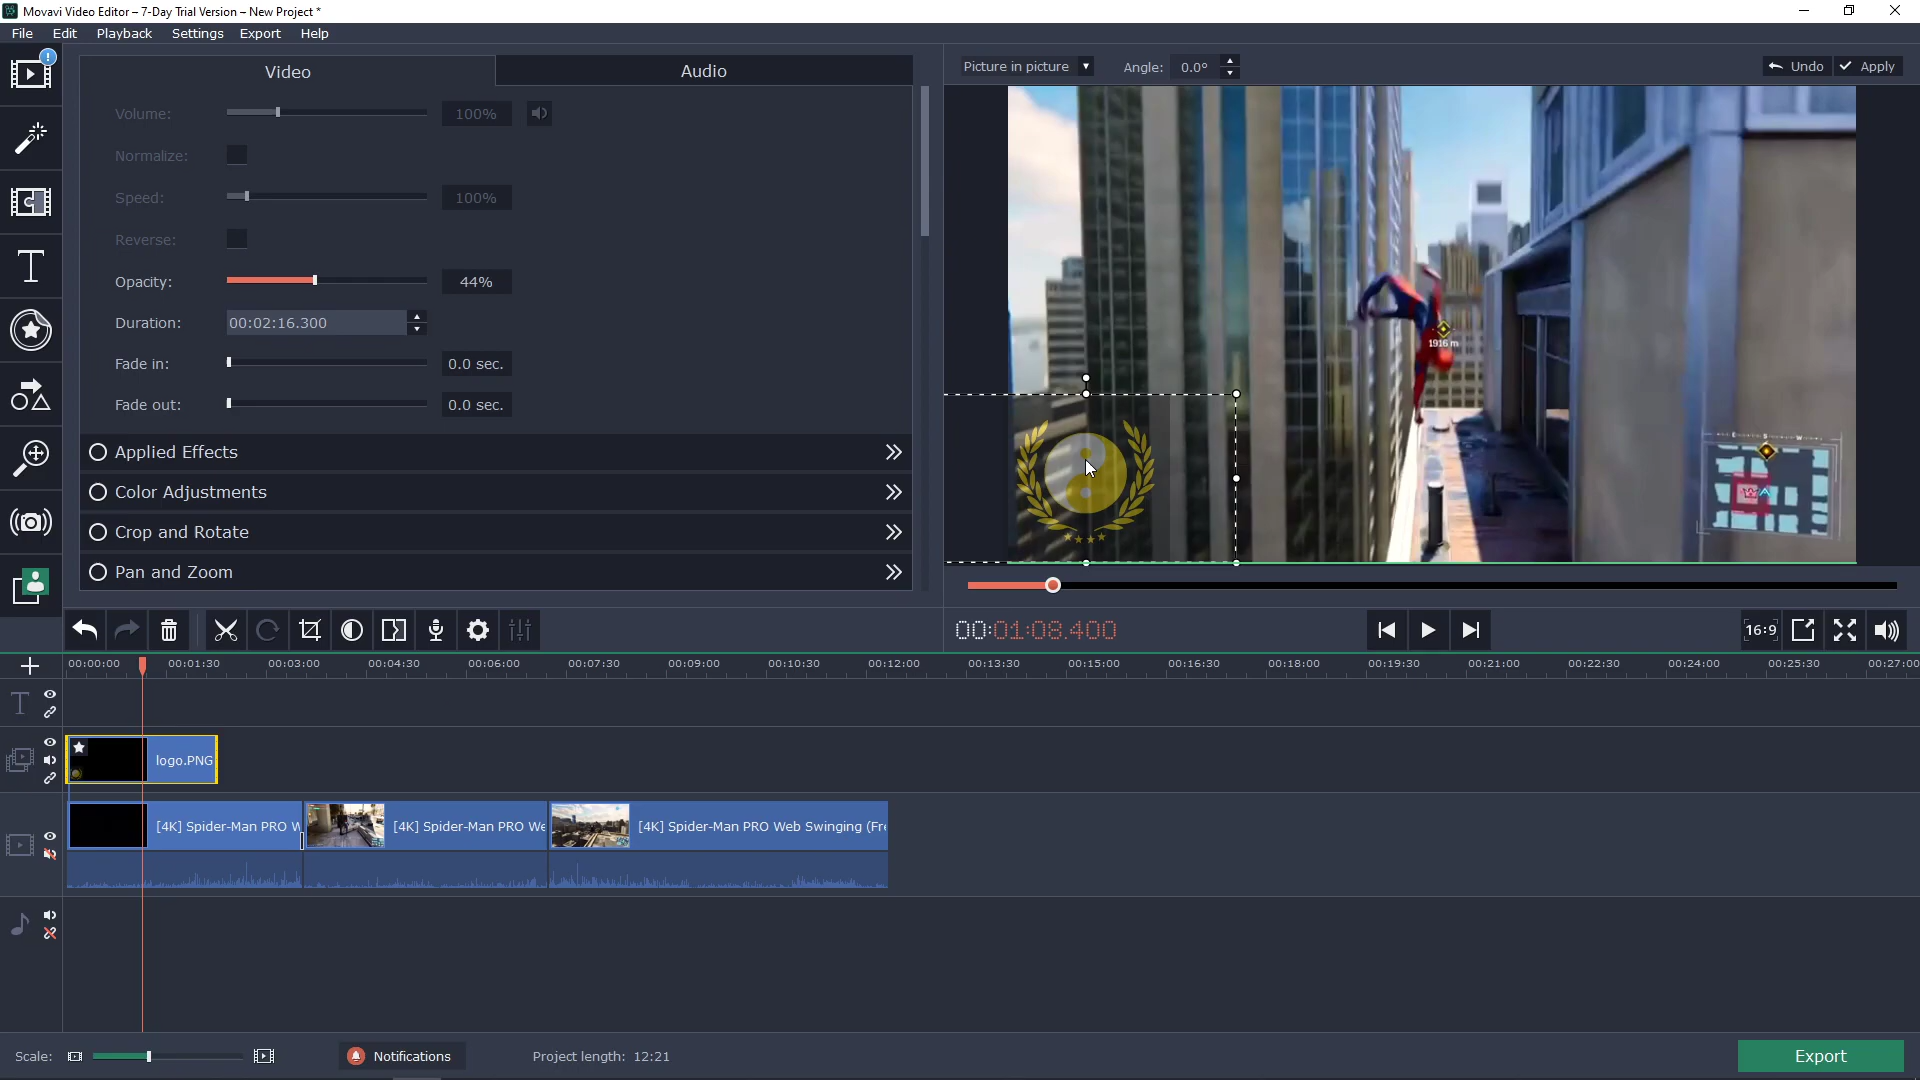 Movavi Video Editor – 7-Day Trial Version – New Project *
File Edit Playback Settings Export Help
Video Audio
Picture in picture Angle: 0.0° Undo Apply
Volume: 100%
Normalize:
Speed: 100%
Reverse:
Opacity: 44%
Duration: 00:02:16.300
Fade in: 0.0 sec.
Fade out: 0.0 sec.
Applied Effects
Color Adjustments
Crop and Rotate
Pan and Zoom
1916 m
00:01:08.400
16:9
00:00:00 00:01:30 00:03:00 00:04:30 00:06:00 00:07:30 00:09:00 00:10:30 00:12:00 00:13:30 00:15:00 00:16:30 00:18:00 00:19:30 00:21:00 00:22:30 00:24:00 00:25:30 00:27:00
logo.PNG
[4K] Spider-Man PRO W [4K] Spider-Man PRO We [4K] Spider-Man PRO Web Swinging (Fre
Scale: Notifications Project length: 12:21 Export